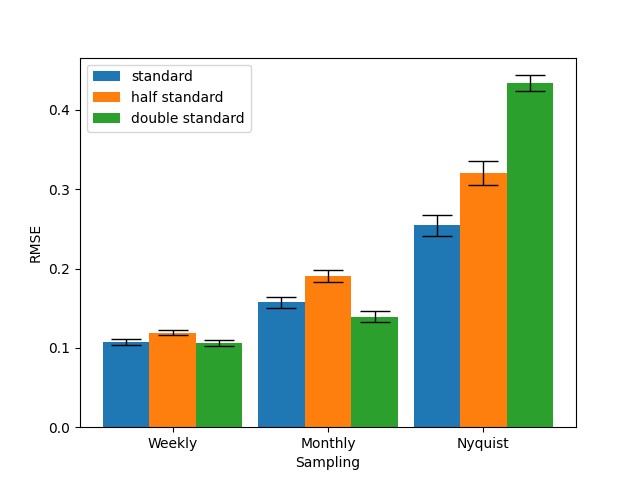 standard
half standard
double standard
0.4
0.3
0.2
0.1
0.0
RMSE
Weekly Monthly Nyquist
Sampling